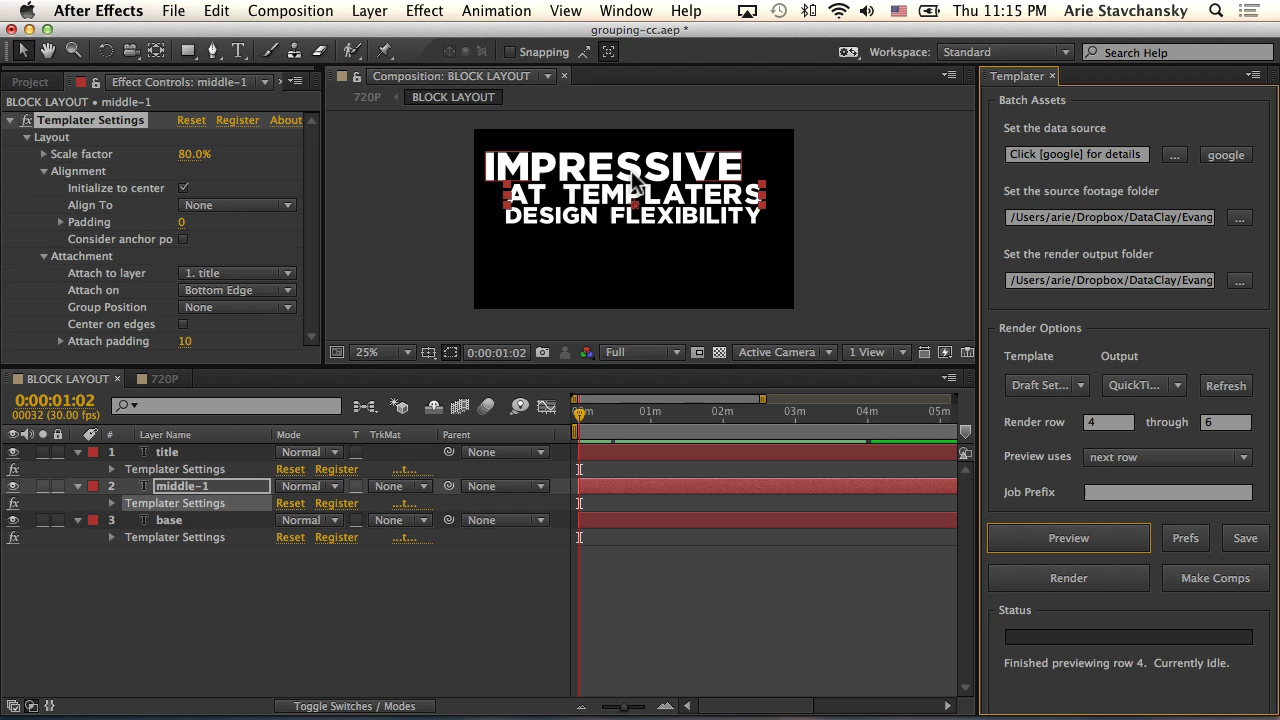 After Effects File Edit Composition Layer Effect Animation View Window Help Thu 11:15 PM Arie Stavchansky
grouping-cc.aep *
Snapping Workspace: Standard Search Help
Project Effect Controls: middle-1 Composition: BLOCK LAYOUT Templater
BLOCK LAYOUT • middle-1 720P BLOCK LAYOUT
fx Templater Settings Reset Register About
Layout
Scale factor 80.0%
Alignment
Initialize to center
Align To None
Padding 0
Consider anchor po
Attachment
Attach to layer 1. title
Attach on Bottom Edge
Group Position None
Center on edges
Attach padding 10
IMPRESSIVE
AT TEMPLATERS
DESIGN FLEXIBILITY
25% 0:00:01:02 Full Active Camera 1 View
Batch Assets
Set the data source
Click [google] for details ... google
Set the source footage folder
/Users/arie/Dropbox/DataClay/Evang ...
Set the render output folder
/Users/arie/Dropbox/DataClay/Evang ...
Render Options
Template Output
Draft Set... QuickTi... Refresh
Render row 4 through 6
Preview uses next row
Job Prefix
Preview Prefs Save
Render Make Comps
Status
Finished previewing row 4. Currently Idle.
BLOCK LAYOUT 720P
0:00:01:02
00032 (30.00 fps)
01m 02m 03m 04m 05m
# Layer Name Mode T TrkMat Parent
1 T title Normal None
fx Templater Settings Reset Register ...t...
2 T middle-1 Normal None None
fx Templater Settings Reset Register ...t...
3 T base Normal None None
fx Templater Settings Reset Register ...t...
Toggle Switches / Modes